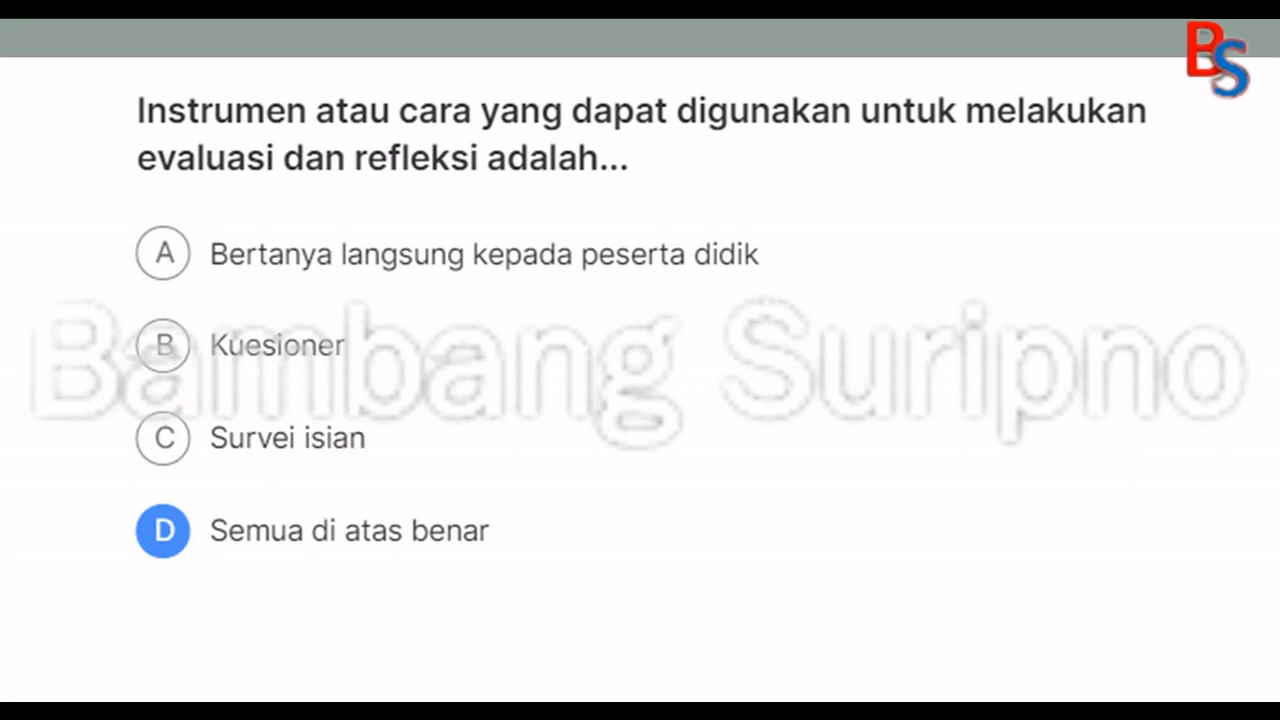 BS
Instrumen atau cara yang dapat digunakan untuk melakukan
evaluasi dan refleksi adalah...
A Bertanya langsung kepada peserta didik
B Kuesioner
Bambang Suripno
C Survei isian
D Semua di atas benar